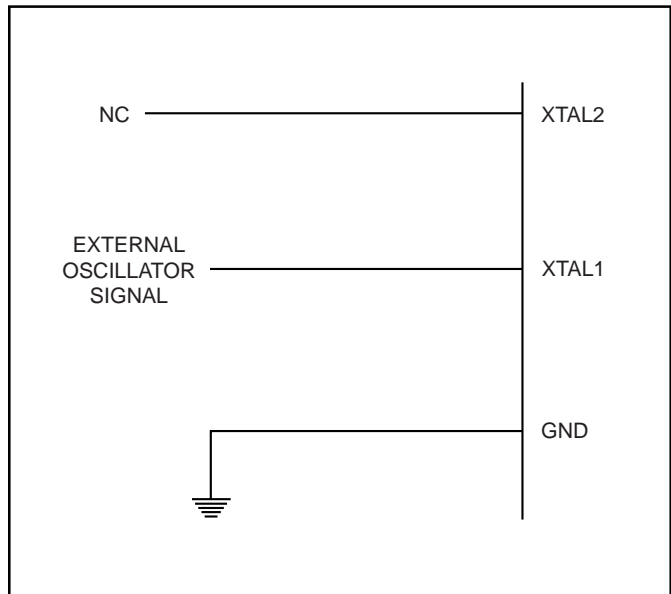 NC
XTAL2
EXTERNAL
OSCILLATOR
SIGNAL
XTAL1
GND